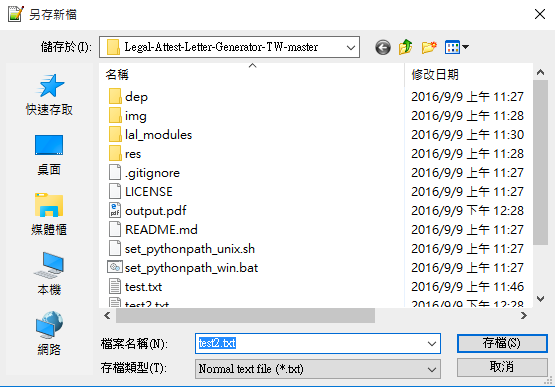 另存新檔
儲存於(I): Legal-Attest-Letter-Generator-TW-master
名稱 修改日期
dep 2016/9/9 上午 11:27
img 2016/9/9 上午 11:28
lal_modules 2016/9/9 上午 11:30
res 2016/9/9 上午 11:28
.gitignore 2016/9/9 上午 11:27
LICENSE 2016/9/9 上午 11:27
output.pdf 2016/9/9 下午 12:28
README.md 2016/9/9 上午 11:27
set_pythonpath_unix.sh 2016/9/9 上午 11:27
set_pythonpath_win.bat 2016/9/9 上午 11:27
test.txt 2016/9/9 上午 11:46
test2.txt 2016/9/9 下午 12:28
快速存取
桌面
媒體櫃
本機
網路
檔案名稱(N): test2.txt 存檔(S)
存檔類型(T): Normal text file (*.txt) 取消